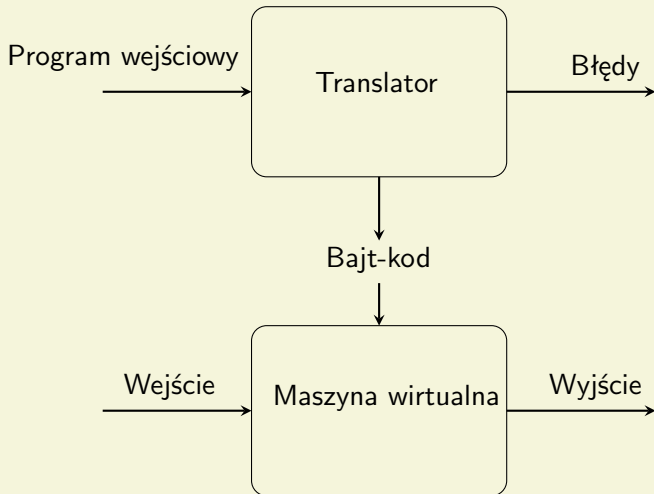 Program wejściowy
Translator
Błędy
Bajt-kod
Wejście
Maszyna wirtualna
Wyjście